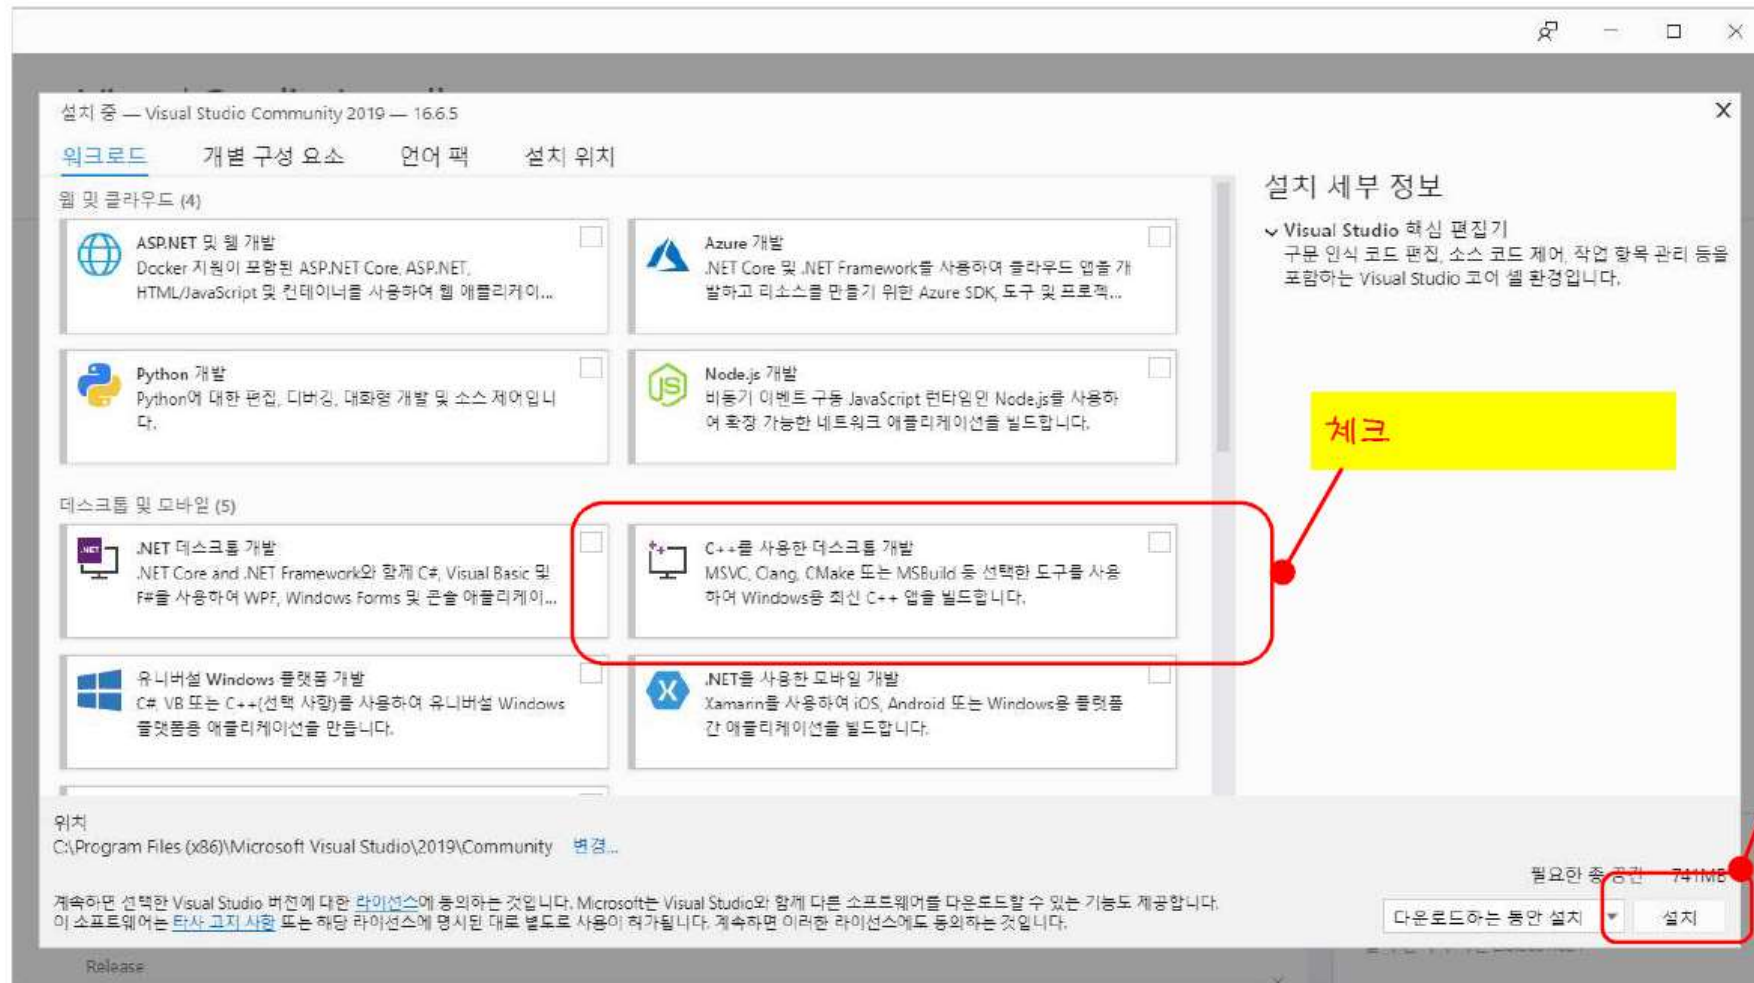 설치 중 — Visual Studio Community 2019 — 16.6.5
워크로드 개별 구성 요소 언어 팩 설치 위치
웹 및 클라우드 (4)
ASP.NET 및 웹 개발
Docker 지원이 포함된 ASP.NET Core, ASP.NET,
HTML/JavaScript 및 컨테이너를 사용하여 웹 애플리케이...
Azure 개발
.NET Core 및 .NET Framework를 사용하여 클라우드 앱을 개
발하고 리소스를 만들기 위한 Azure SDK, 도구 및 프로젝...
Python 개발
Python에 대한 편집, 디버깅, 대화형 개발 및 소스 제어입니
다.
Node.js 개발
비동기 이벤트 구동 JavaScript 런타임인 Node.js를 사용하
여 확장 가능한 네트워크 애플리케이션을 빌드합니다.
데스크톱 및 모바일 (5)
.NET 데스크톱 개발
.NET Core and .NET Framework와 함께 C#, Visual Basic 및
F#을 사용하여 WPF, Windows Forms 및 콘솔 애플리케이...
C++를 사용한 데스크톱 개발
MSVC, Clang, CMake 또는 MSBuild 등 선택한 도구를 사용
하여 Windows용 최신 C++ 앱을 빌드합니다.
유니버설 Windows 플랫폼 개발
C#, VB 또는 C++(선택 사항)를 사용하여 유니버설 Windows
플랫폼용 애플리케이션을 만듭니다.
.NET을 사용한 모바일 개발
Xamarin을 사용하여 iOS, Android 또는 Windows용 플랫폼
간 애플리케이션을 빌드합니다.
설치 세부 정보
Visual Studio 핵심 편집기
구문 인식 코드 편집, 소스 코드 제어, 작업 항목 관리 등을
포함하는 Visual Studio 코어 셸 환경입니다.
체크
위치
C:\Program Files (x86)\Microsoft Visual Studio\2019\Community 변경...
필요한 총 공간 741MB
계속하면 선택한 Visual Studio 버전에 대한 라이선스에 동의하는 것입니다. Microsoft는 Visual Studio와 함께 다른 소프트웨어를 다운로드할 수 있는 기능도 제공합니다.
이 소프트웨어는 타사 고지 사항 또는 해당 라이선스에 명시된 대로 별도로 사용이 허가됩니다. 계속하면 이러한 라이선스에도 동의하는 것입니다.
다운로드하는 동안 설치 설치
Release